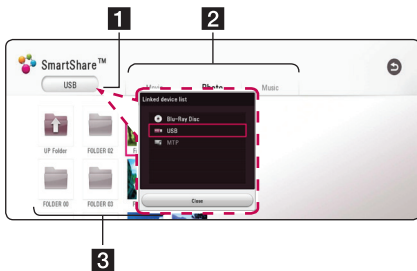 1
2
SmartShare™
USB
Photo
Music
Linked device list
Blu-Ray Disc
USB
MTP
UP Folder
FOLDER 02
FOLDER 00
FOLDER 03
Close
3